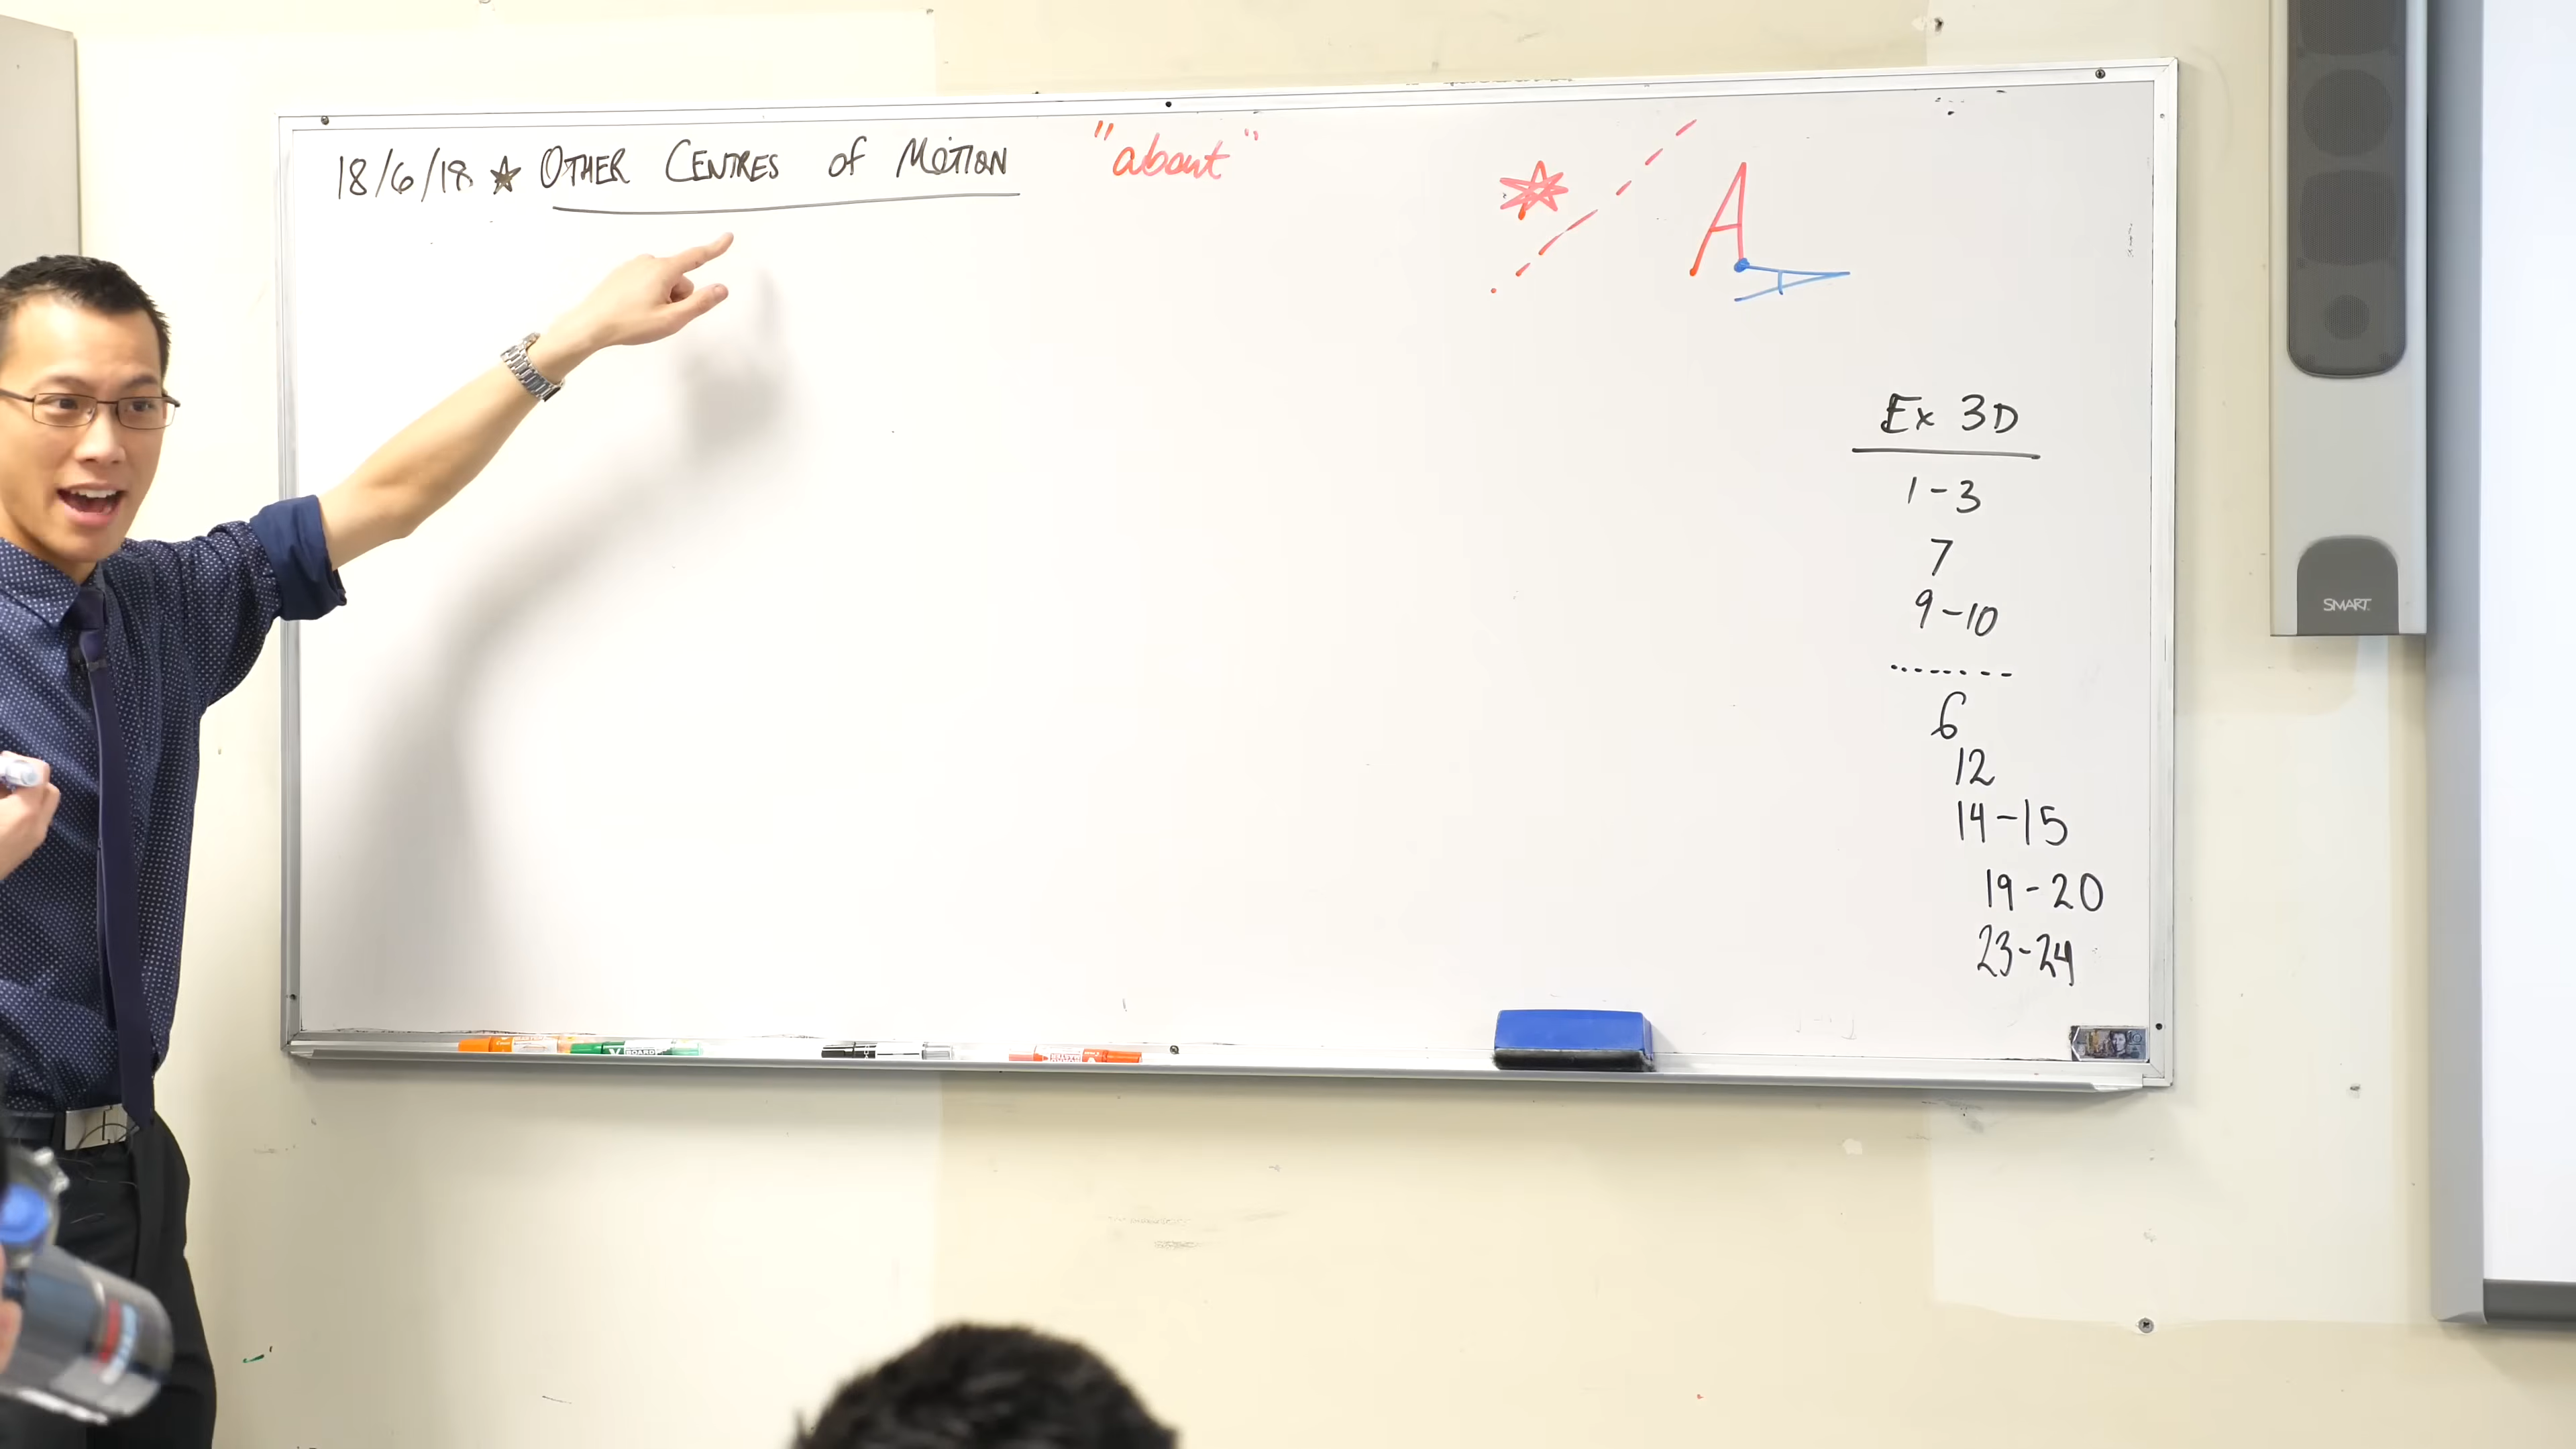 18/6/18 ★ OTHER CENTRES of MOTION "about"
A
A
Ex 3D
1-3
7
9-10
6
12
14-15
19-20
23-24
SMART